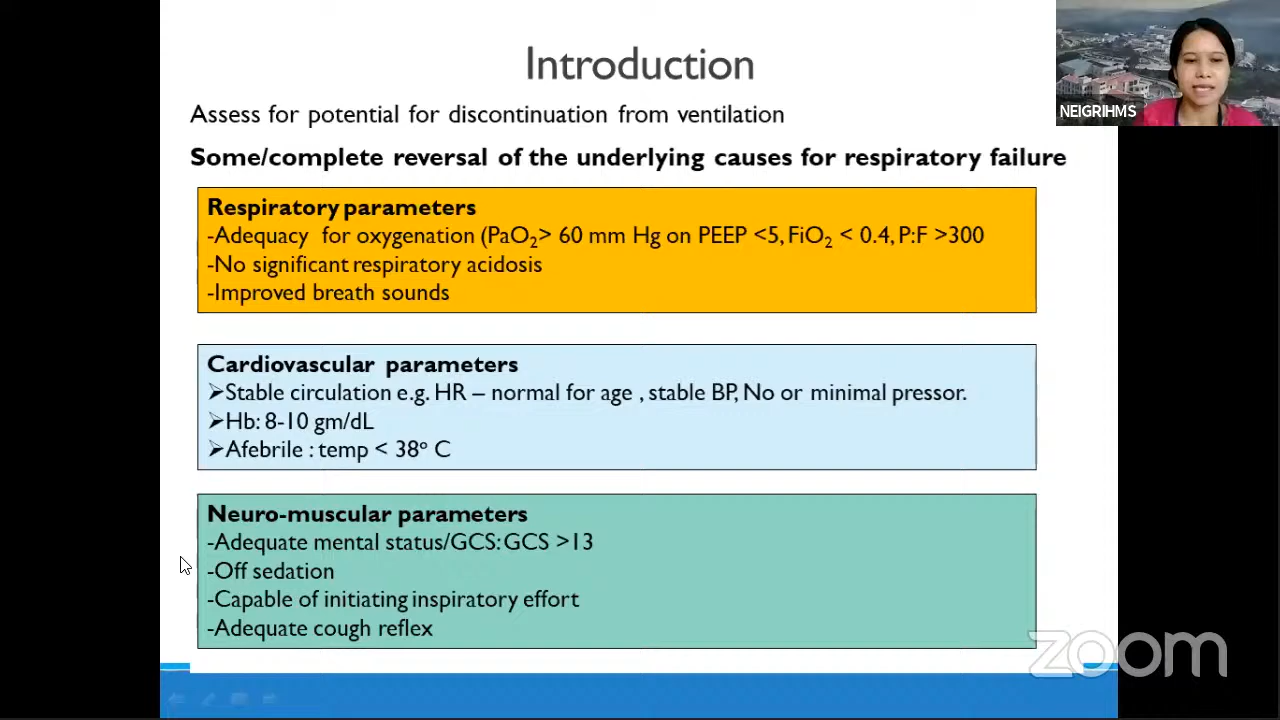 Introduction
NEIGRIHMS
Assess for potential for discontinuation from ventilation
Some/complete reversal of the underlying causes for respiratory failure
Respiratory parameters
-Adequacy for oxygenation (PaO₂> 60 mm Hg on PEEP <5, FiO₂ < 0.4, P:F >300
-No significant respiratory acidosis
-Improved breath sounds
Cardiovascular parameters
➢Stable circulation e.g. HR – normal for age , stable BP, No or minimal pressor.
➢Hb: 8-10 gm/dL
➢Afebrile : temp < 38° C
Neuro-muscular parameters
-Adequate mental status/GCS: GCS >13
-Off sedation
-Capable of initiating inspiratory effort
-Adequate cough reflex
zoom